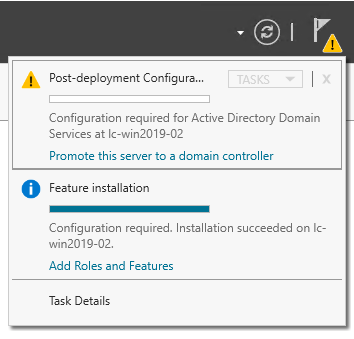 Post-deployment Configura...
TASKS
x
Configuration required for Active Directory Domain
Services at lc-win2019-02
Promote this server to a domain controller
Feature installation
Configuration required. Installation succeeded on lc-
win2019-02.
Add Roles and Features
Task Details